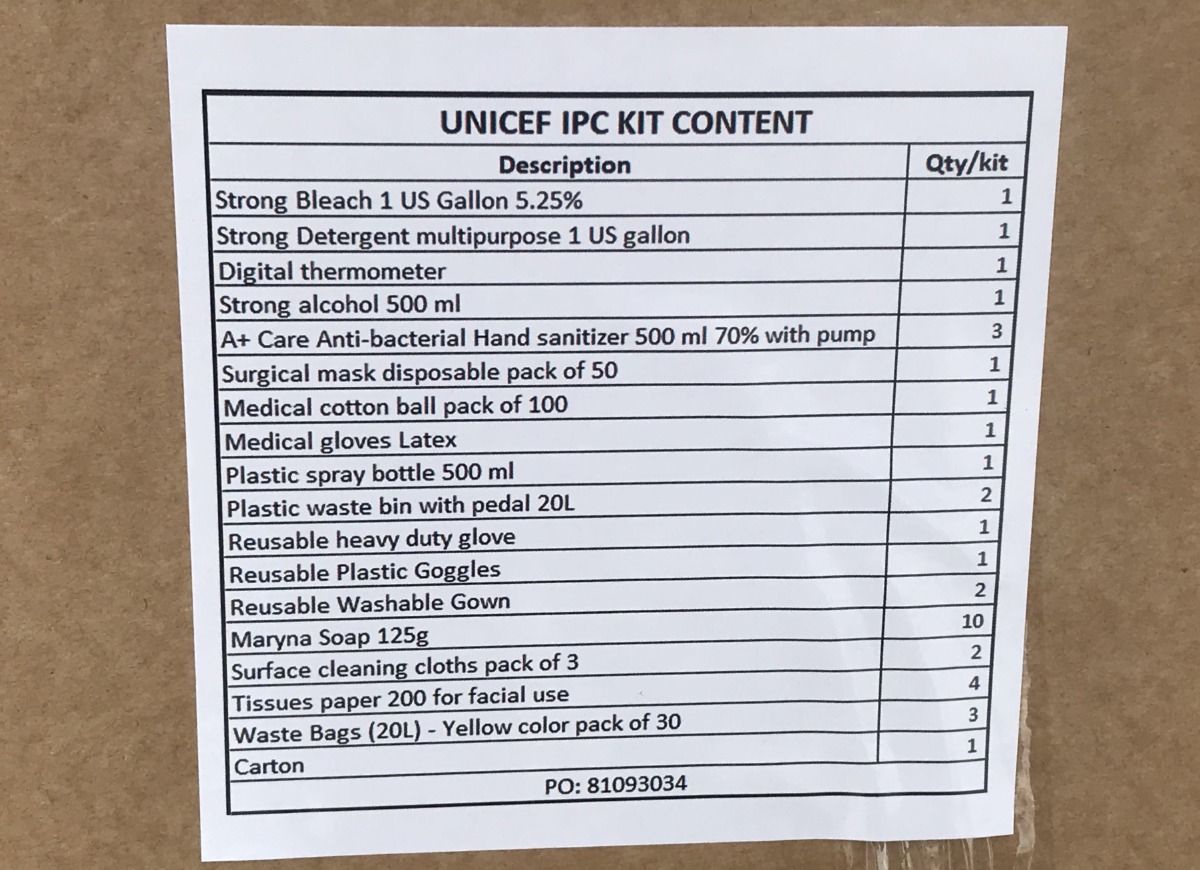 UNICEF IPC KIT CONTENT
Description Qty/kit
Strong Bleach 1 US Gallon 5.25% 1
Strong Detergent multipurpose 1 US gallon 1
Digital thermometer 1
Strong alcohol 500 ml 1
A+ Care Anti-bacterial Hand sanitizer 500 ml 70% with pump 3
Surgical mask disposable pack of 50 1
Medical cotton ball pack of 100 1
Medical gloves Latex 1
Plastic spray bottle 500 ml 1
Plastic waste bin with pedal 20L 2
Reusable heavy duty glove 1
Reusable Plastic Goggles 1
Reusable Washable Gown 2
Maryna Soap 125g 10
Surface cleaning cloths pack of 3 2
Tissues paper 200 for facial use 4
Waste Bags (20L) - Yellow color pack of 30 3
Carton 1
PO: 81093034